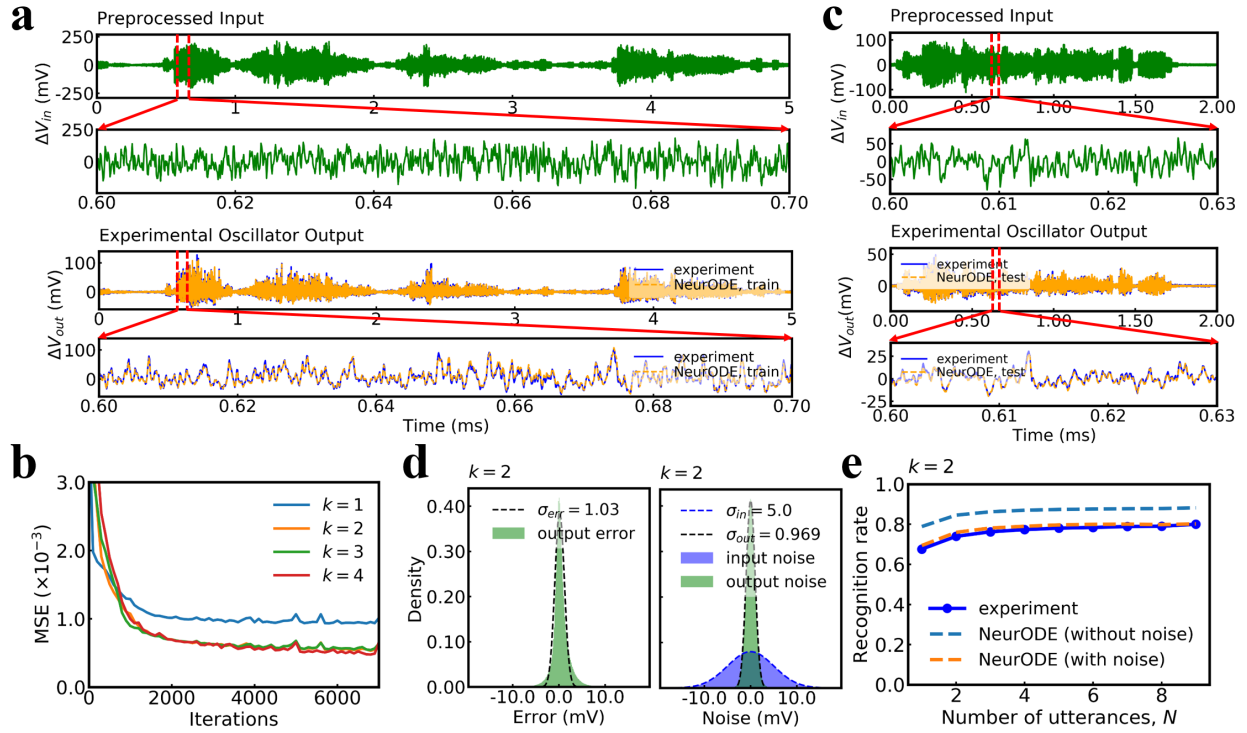 a
Preprocessed Input
250
0
-250
0
1
2
3
4
5
ΔV_in (mV)
250
0
0.60
0.62
0.64
0.66
0.68
0.70
Experimental Oscillator Output
100
0
experiment
NeurODE, train
0
1
2
3
4
5
ΔV_out (mV)
100
0
experiment
NeurODE, train
0.60
0.62
0.64
0.66
0.68
0.70
Time (ms)
c
Preprocessed Input
100
0
-100
0.00
0.50
1.00
1.50
2.00
ΔV_in (mV)
50
0
-50
0.60
0.61
0.62
0.63
Experimental Oscillator Output
50
0
experiment
NeurODE, test
0.00
0.50
1.00
1.50
2.00
ΔV_out(mV)
25
0
-25
experiment
NeurODE, test
0.60
0.61
0.62
0.63
Time (ms)
b
MSE (×10⁻³)
3.0
2.0
1.0
0.0
k = 1
k = 2
k = 3
k = 4
0
2000
4000
6000
Iterations
d
k = 2
Density
0.40
0.30
0.20
0.10
0.00
σ_err = 1.03
output error
-10.0
0.0
10.0
Error (mV)
k = 2
σ_in = 5.0
σ_out = 0.969
input noise
output noise
-10.0
0.0
10.0
Noise (mV)
e
k = 2
Recognition rate
1.0
0.8
0.6
0.4
0.2
0.0
experiment
NeurODE (without noise)
NeurODE (with noise)
2
4
6
8
Number of utterances, N